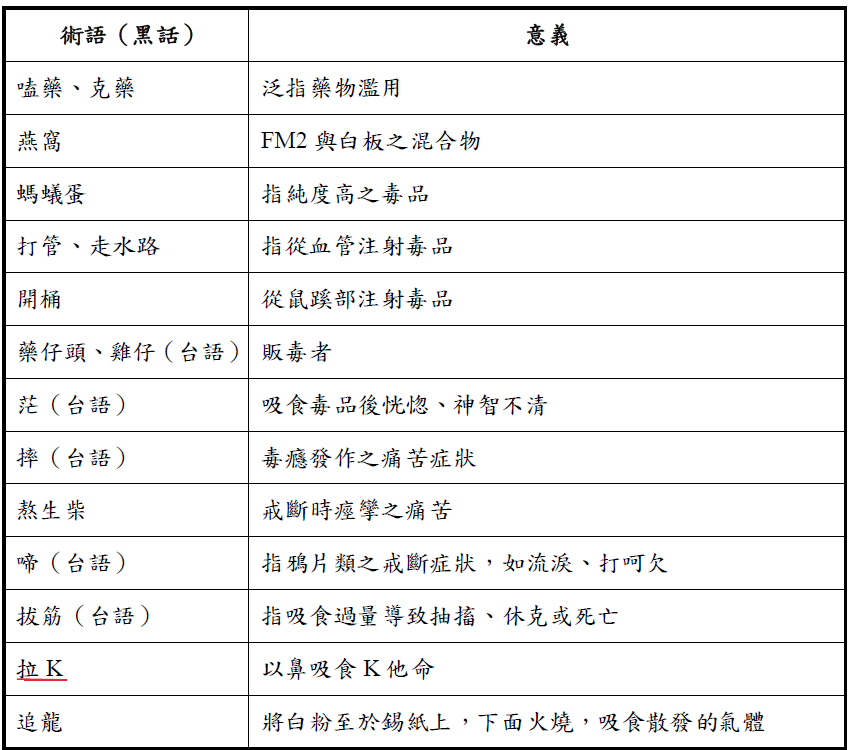 術語（黑話） 意義
嗑藥、克藥 泛指藥物濫用
燕窩 FM2 與白板之混合物
螞蟻蛋 指純度高之毒品
打管、走水路 指從血管注射毒品
開桶 從鼠蹊部注射毒品
藥仔頭、雞仔（台語） 販毒者
茫（台語） 吸食毒品後恍惚、神智不清
摔（台語） 毒癮發作之痛苦症狀
熬生柴 戒斷時痙攣之痛苦
啼（台語） 指鴉片類之戒斷症狀，如流淚、打呵欠
拔筋（台語） 指吸食過量導致抽搐、休克或死亡
拉 K 以鼻吸食 K 他命
追龍 將白粉至於錫紙上，下面火燒，吸食散發的氣體